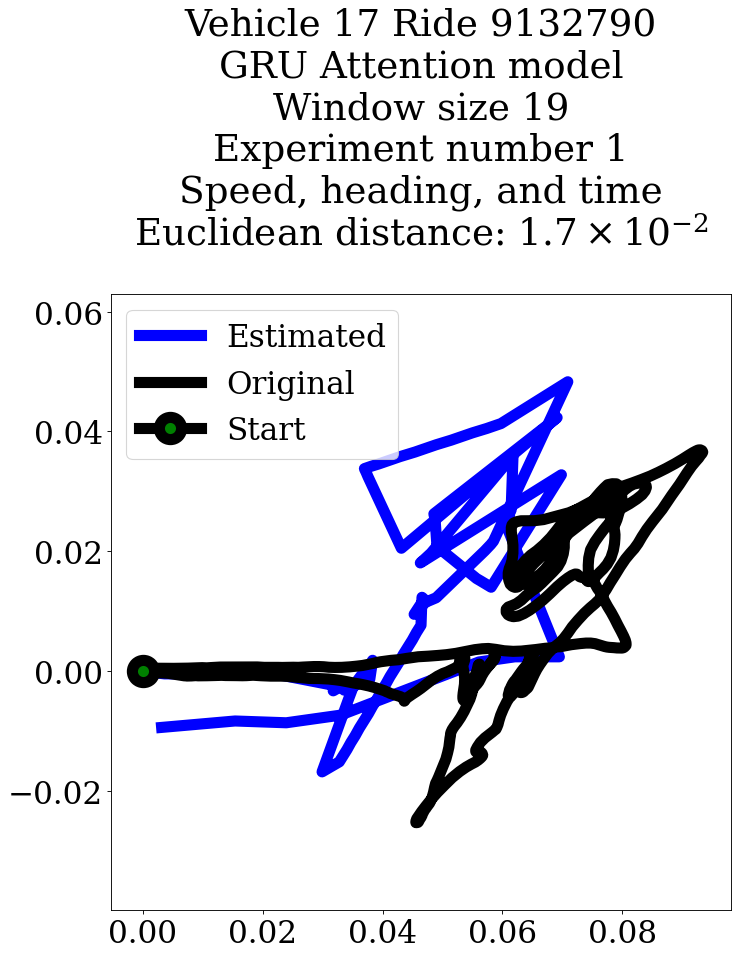 Vehicle 17 Ride 9132790
GRU Attention model
Window size 19
Experiment number 1
Speed, heading, and time
Euclidean distance: 1.7 × 10⁻²
0.06
0.04
0.02
0.00
−0.02
Estimated
Original
Start
0.00 0.02 0.04 0.06 0.08